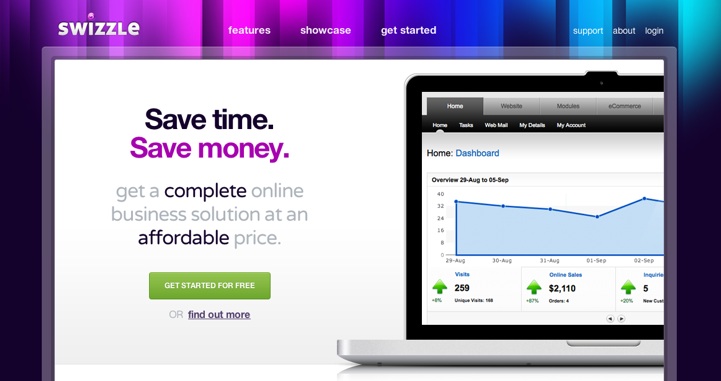 swizzle
features showcase get started
support about login
Save time.
Save money.
get a complete online
business solution at an
affordable price.
GET STARTED FOR FREE
OR find out more
Home Website Modules eCommerce
Home Tasks Web Mail My Details My Account
Home: Dashboard
Overview 29-Aug to 05-Sep
40
32
24
16
8
0
29-Aug 30-Aug 31-Aug 01-Sep 02-Sep
Visits
259
+6%
Unique Visits: 168
Online Sales
$2,110
+87%
Orders: 4
Inquirie
5
+20%
New Cust